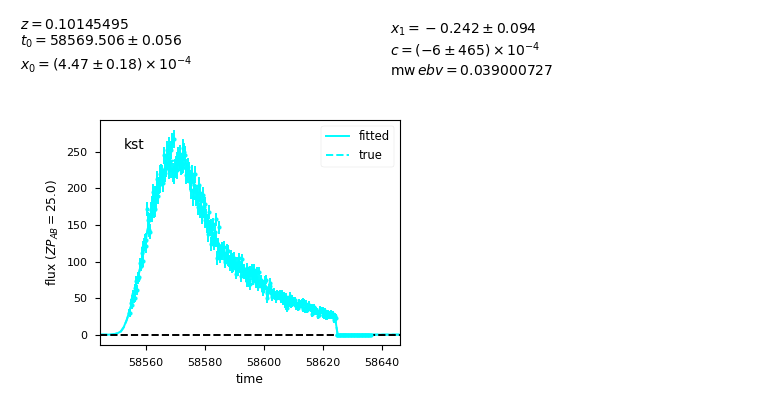 z = 0.10145495
t₀ = 58569.506 ± 0.056
x₀ = (4.47 ± 0.18) × 10⁻⁴
x₁ = − 0.242 ± 0.094
c = (−6 ± 465) × 10⁻⁴
mw ebv = 0.039000727
kst
fitted
true
250
200
150
100
50
0
flux (ZP_AB = 25.0)
58560 58580 58600 58620 58640
time